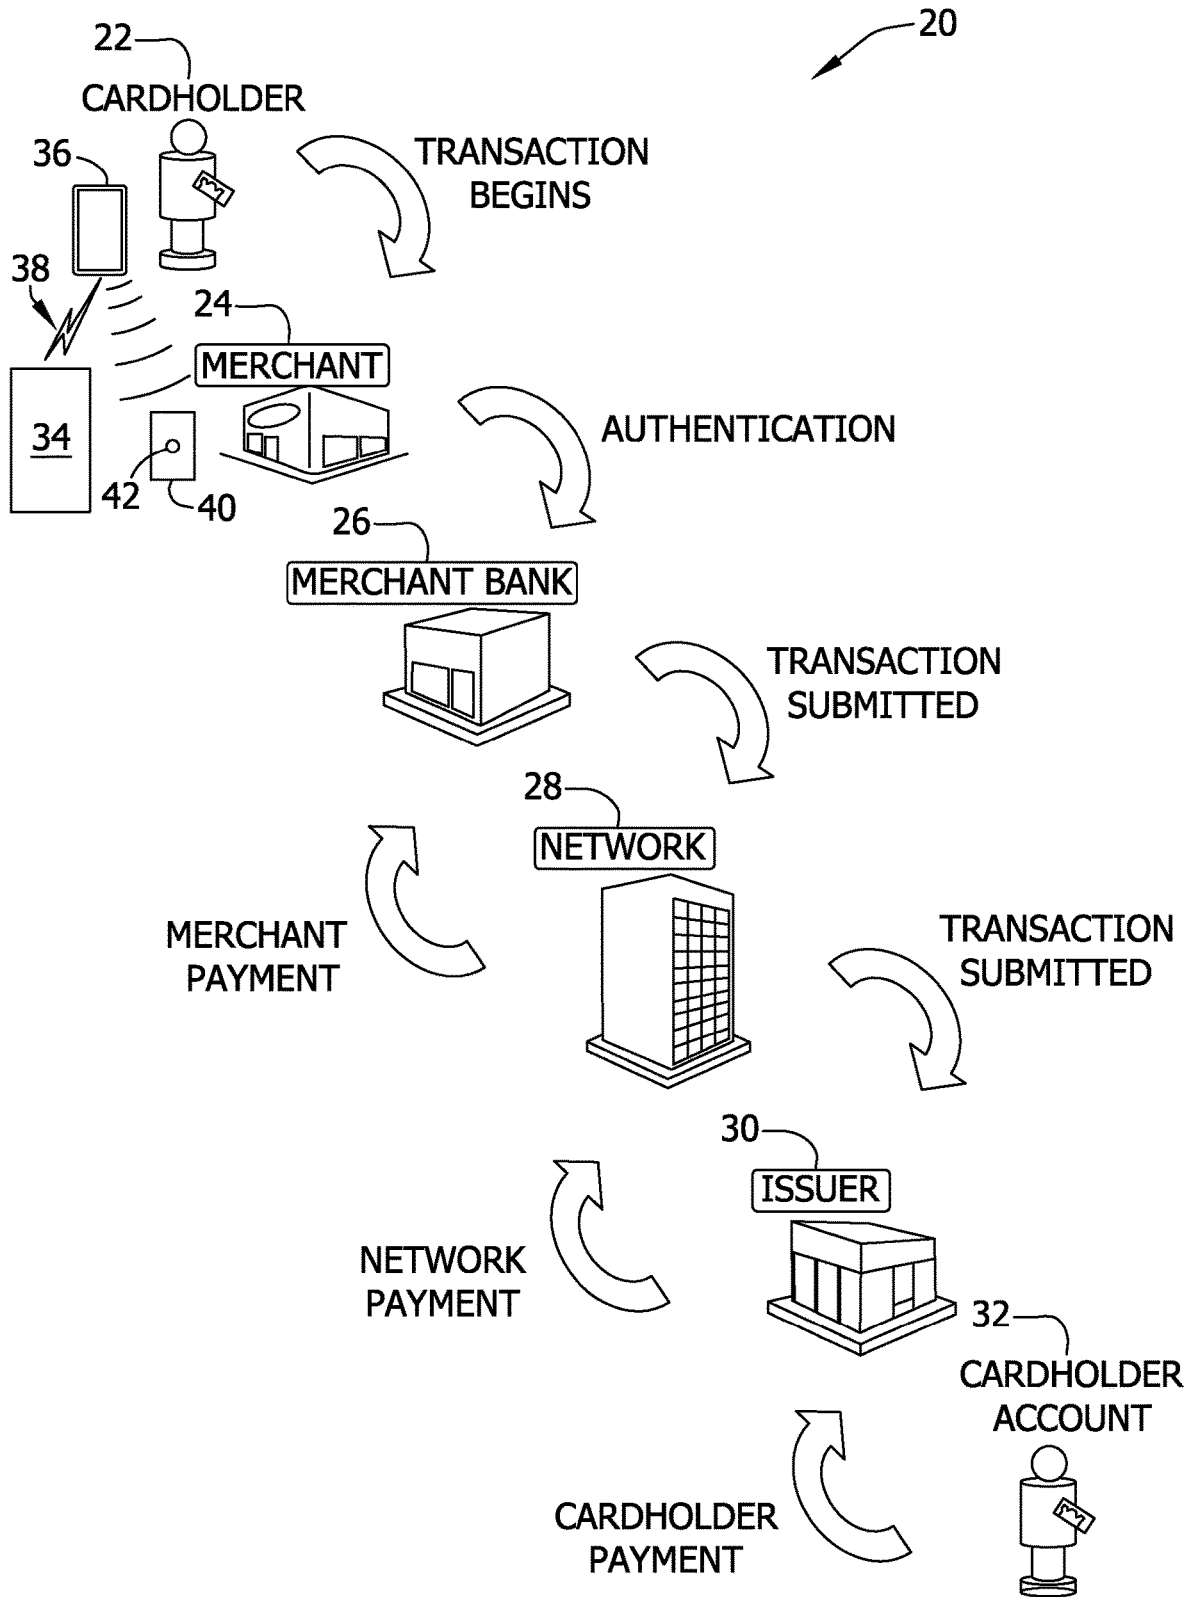 20
22
CARDHOLDER
36
TRANSACTION
BEGINS
38
24
MERCHANT
34
42
40
AUTHENTICATION
26
MERCHANT BANK
TRANSACTION
SUBMITTED
28
NETWORK
MERCHANT
PAYMENT
TRANSACTION
SUBMITTED
30
ISSUER
NETWORK
PAYMENT
32
CARDHOLDER
ACCOUNT
CARDHOLDER
PAYMENT